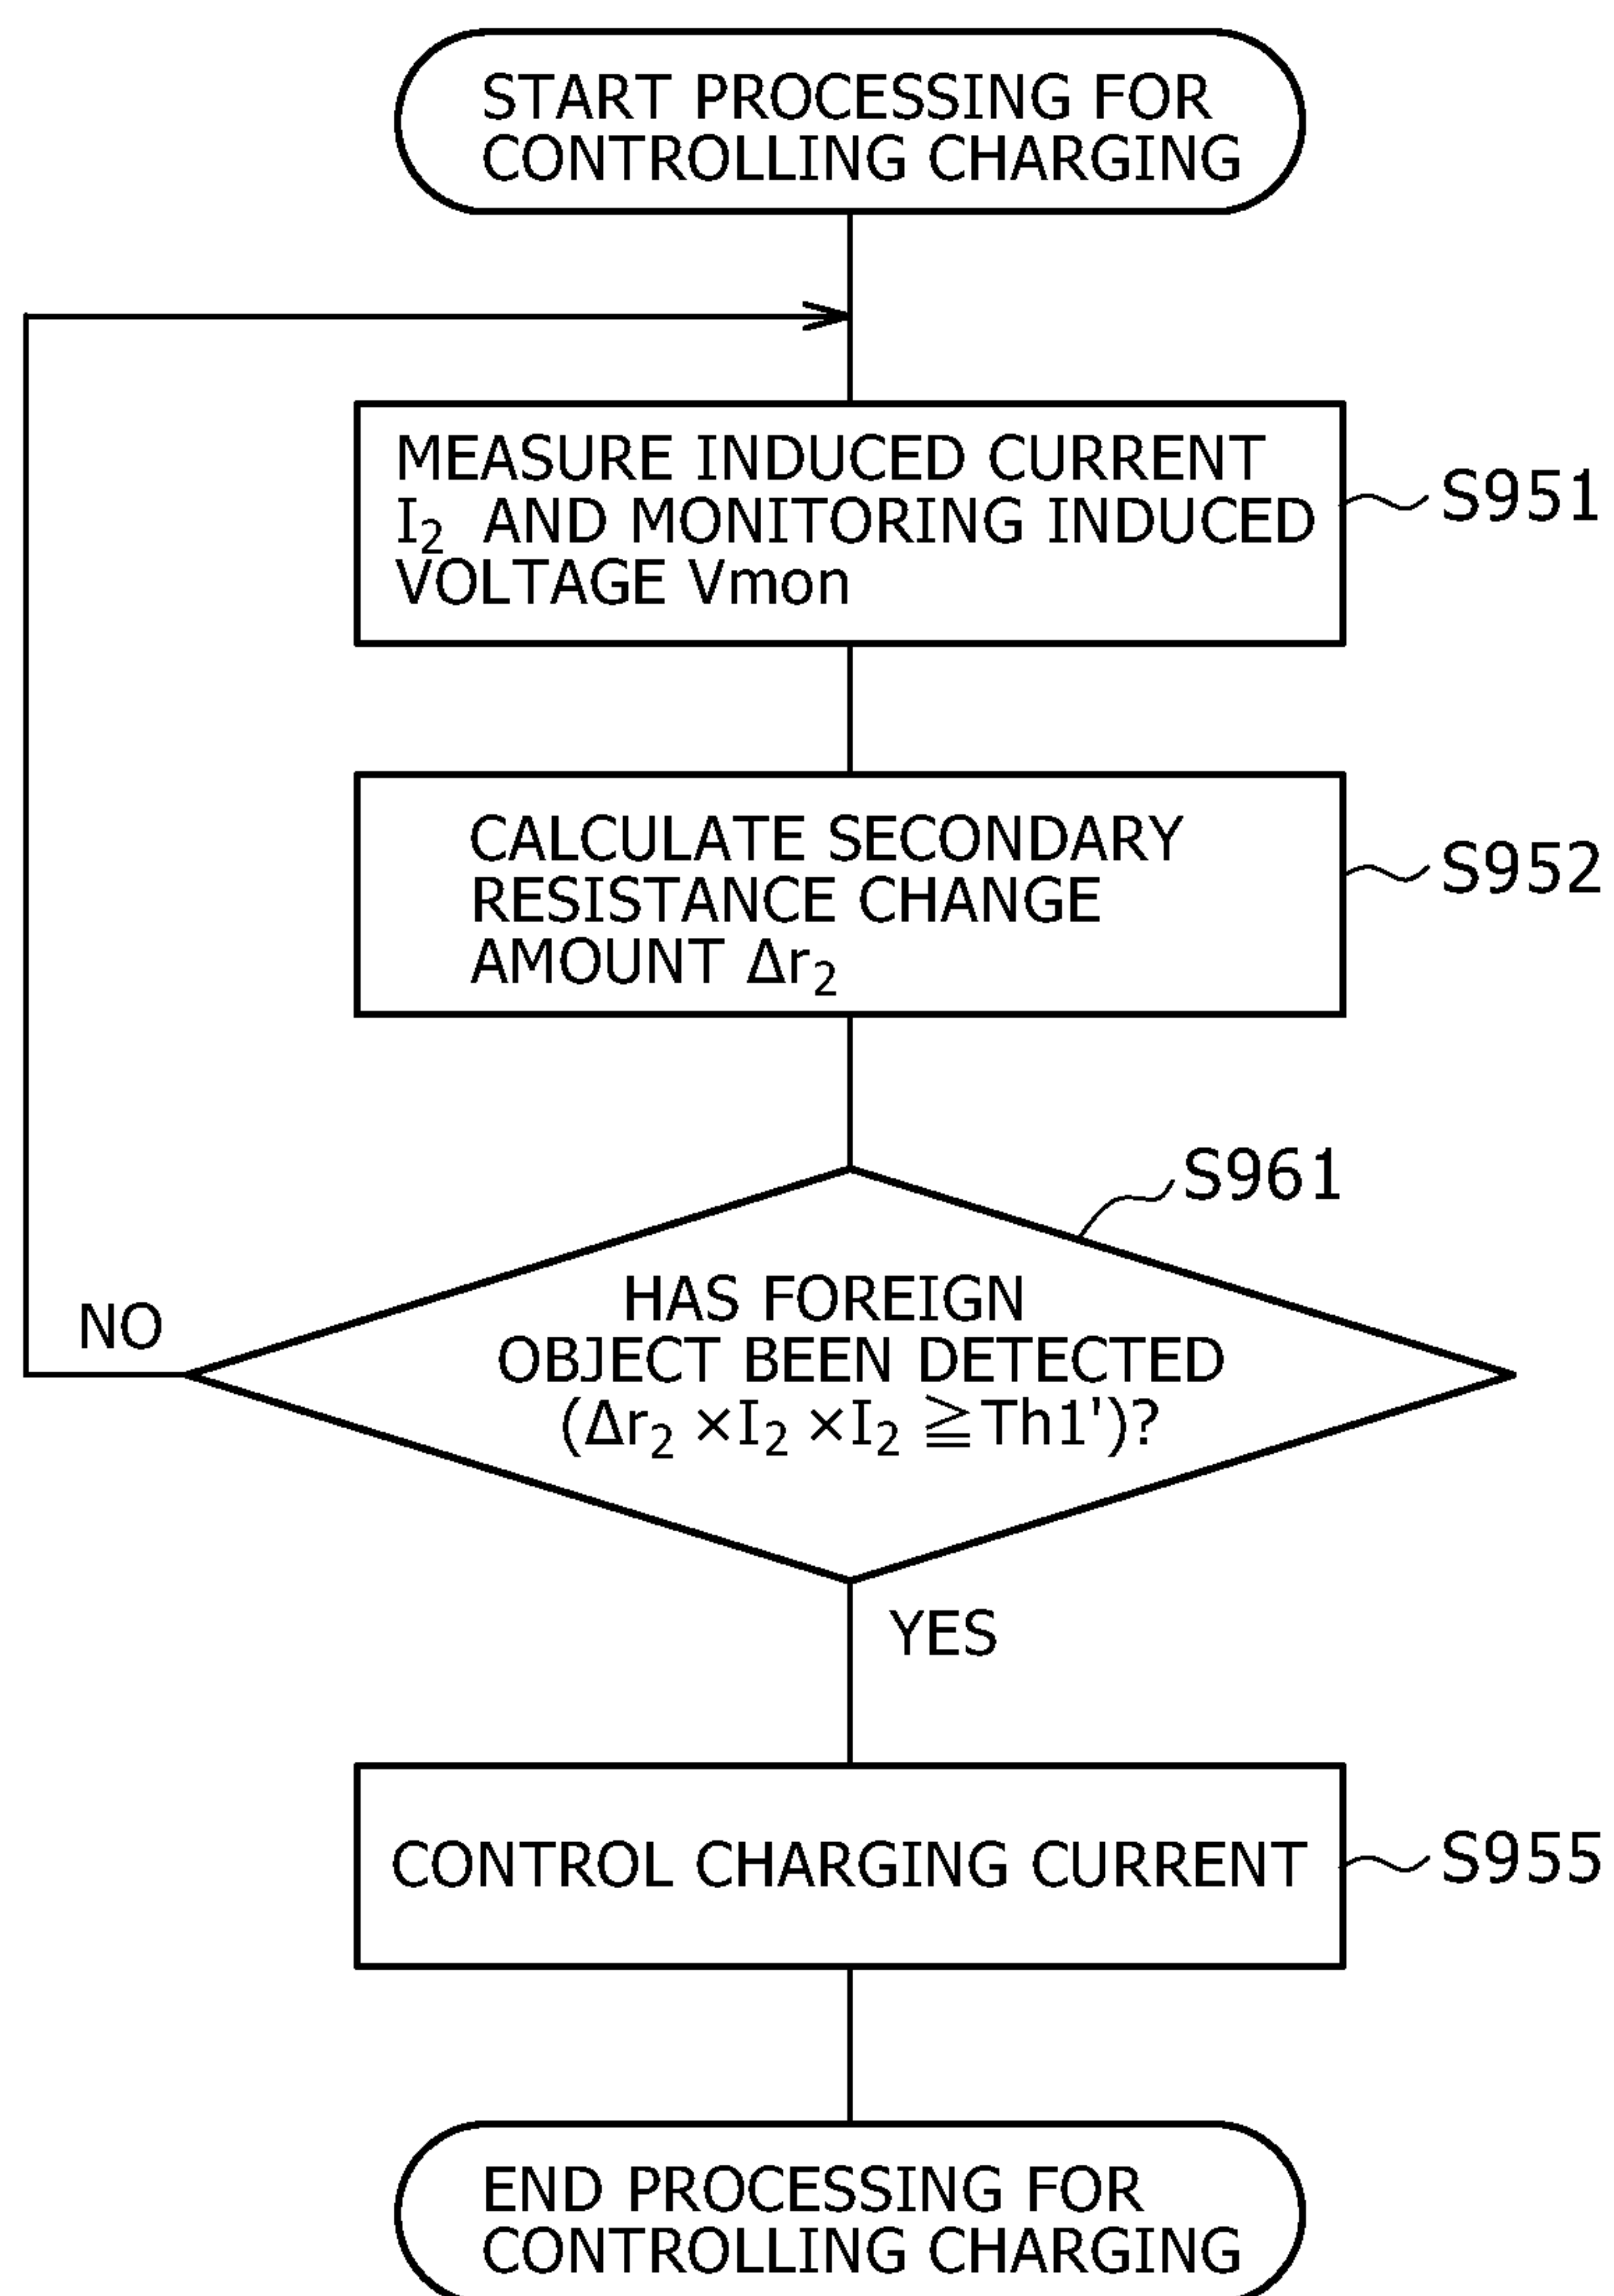 START PROCESSING FOR
CONTROLLING CHARGING
MEASURE INDUCED CURRENT
I₂ AND MONITORING INDUCED
VOLTAGE Vmon
S951
CALCULATE SECONDARY
RESISTANCE CHANGE
AMOUNT Δr₂
S952
S961
HAS FOREIGN
OBJECT BEEN DETECTED
(Δr₂ ×I₂ ×I₂ ≧Th1')?
NO
YES
CONTROL CHARGING CURRENT
S955
END PROCESSING FOR
CONTROLLING CHARGING